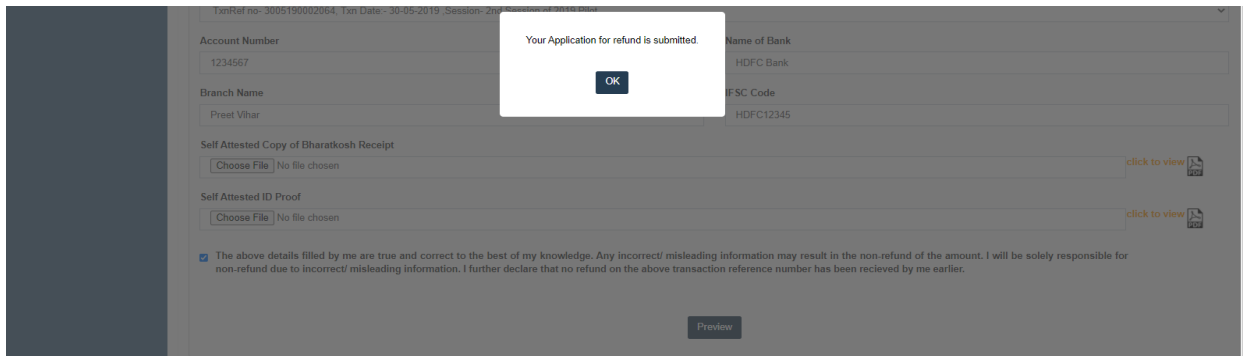 TxnRef no- 3005190002064, Txn Date:- 30-05-2019 ,Session- 2nd Session of 2019 Pilot
Your Application for refund is submitted.
OK
Account Number
Name of Bank
1234567
HDFC Bank
Branch Name
IFSC Code
Preet Vihar
HDFC12345
Self Attested Copy of Bharatkosh Receipt
Choose File No file chosen
click to view
PDF
Self Attested ID Proof
Choose File No file chosen
click to view
PDF
The above details filled by me are true and correct to the best of my knowledge. Any incorrect/ misleading information may result in the non-refund of the amount. I will be solely responsible for
non-refund due to incorrect/ misleading information. I further declare that no refund on the above transaction reference number has been recieved by me earlier.
Preview